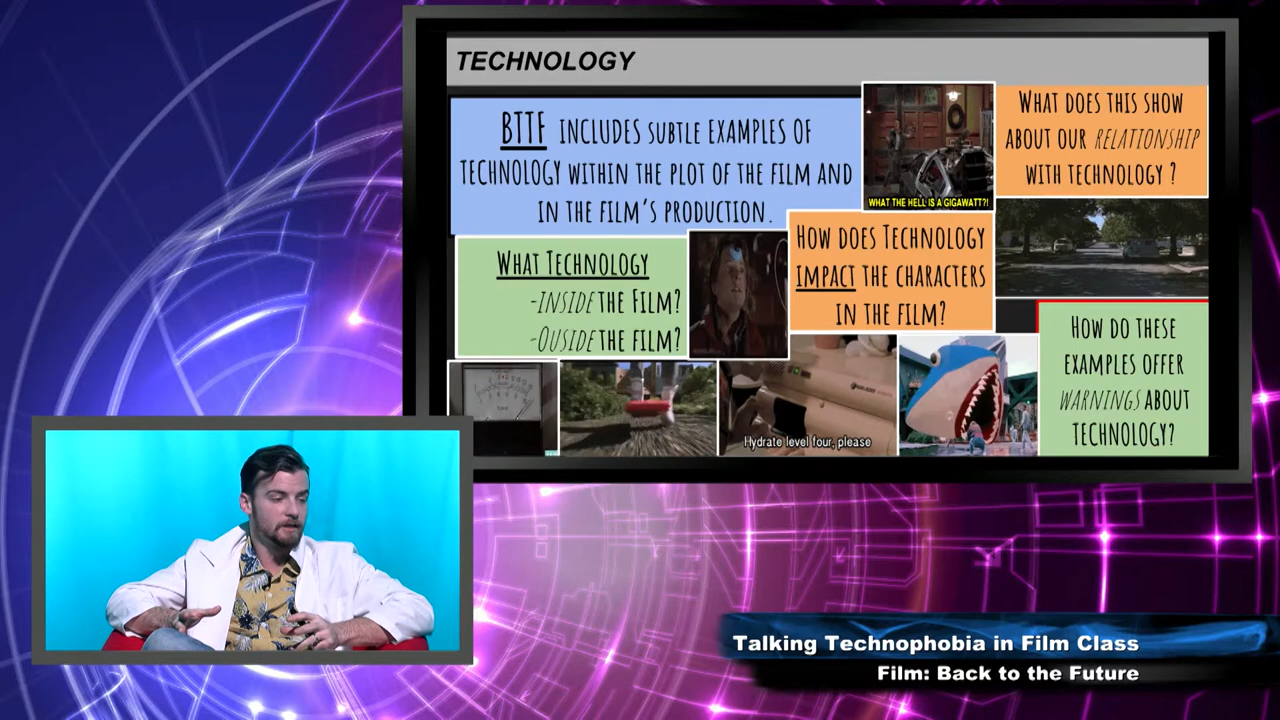 TECHNOLOGY
BTTF INCLUDES SUBTLE EXAMPLES OF
TECHNOLOGY WITHIN THE PLOT OF THE FILM AND
IN THE FILM'S PRODUCTION.
WHAT THE HELL IS A GIGAWATT?!
WHAT DOES THIS SHOW
ABOUT OUR RELATIONSHIP
WITH TECHNOLOGY ?
WHAT TECHNOLOGY
-INSIDE THE FILM?
-OUSIDE THE FILM?
HOW DOES TECHNOLOGY
IMPACT THE CHARACTERS
IN THE FILM?
HOW DO THESE
EXAMPLES OFFER
WARNINGS ABOUT
TECHNOLOGY?
Hydrate level four, please
Talking Technophobia in Film Class
Film: Back to the Future